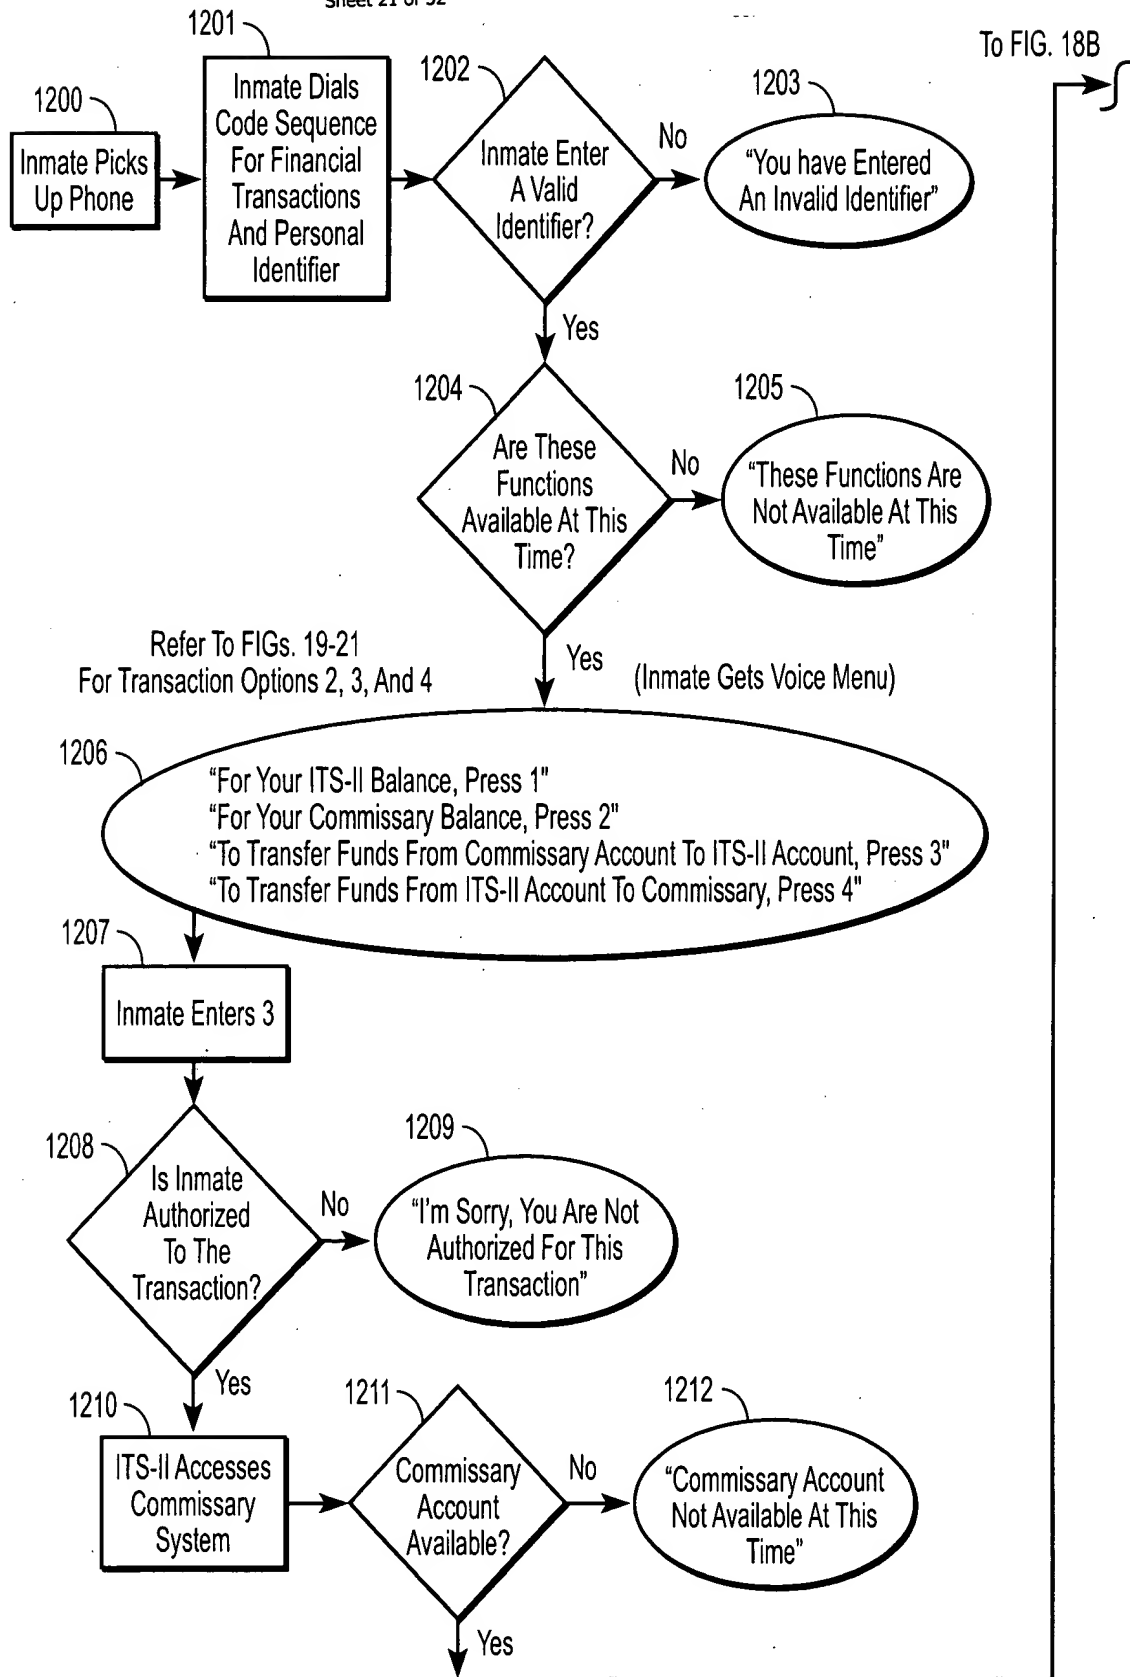 Sheet 21 of 52
To FIG. 18B
1200
Inmate Picks
Up Phone
1201
Inmate Dials
Code Sequence
For Financial
Transactions
And Personal
Identifier
1202
Inmate Enter
A Valid
Identifier?
No
1203
“You have Entered
An Invalid Identifier”
Yes
1204
Are These
Functions
Available At This
Time?
No
1205
“These Functions Are
Not Available At This
Time”
Yes
Refer To FIGs. 19-21
For Transaction Options 2, 3, And 4
(Inmate Gets Voice Menu)
1206
“For Your ITS-II Balance, Press 1"
“For Your Commissary Balance, Press 2"
“To Transfer Funds From Commissary Account To ITS-II Account, Press 3"
“To Transfer Funds From ITS-II Account To Commissary, Press 4"
1207
Inmate Enters 3
1208
Is Inmate
Authorized
To The
Transaction?
No
1209
“I'm Sorry, You Are Not
Authorized For This
Transaction”
Yes
1210
ITS-II Accesses
Commissary
System
1211
Commissary
Account
Available?
No
1212
“Commissary Account
Not Available At This
Time”
Yes